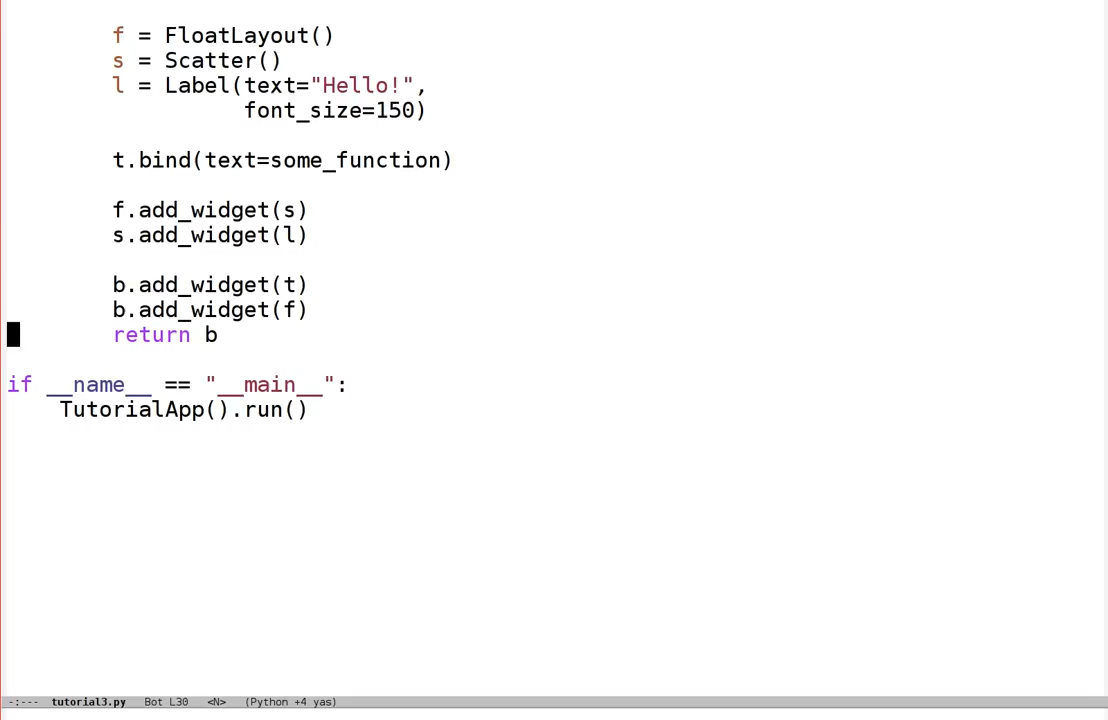 f = FloatLayout()
s = Scatter()
l = Label(text="Hello!",
font_size=150)
t.bind(text=some_function)
f.add_widget(s)
s.add_widget(l)
b.add_widget(t)
b.add_widget(f)
return b
if __name__ == "__main__":
TutorialApp().run()
-:--- tutorial3.py Bot L30 <N> (Python +4 yas)